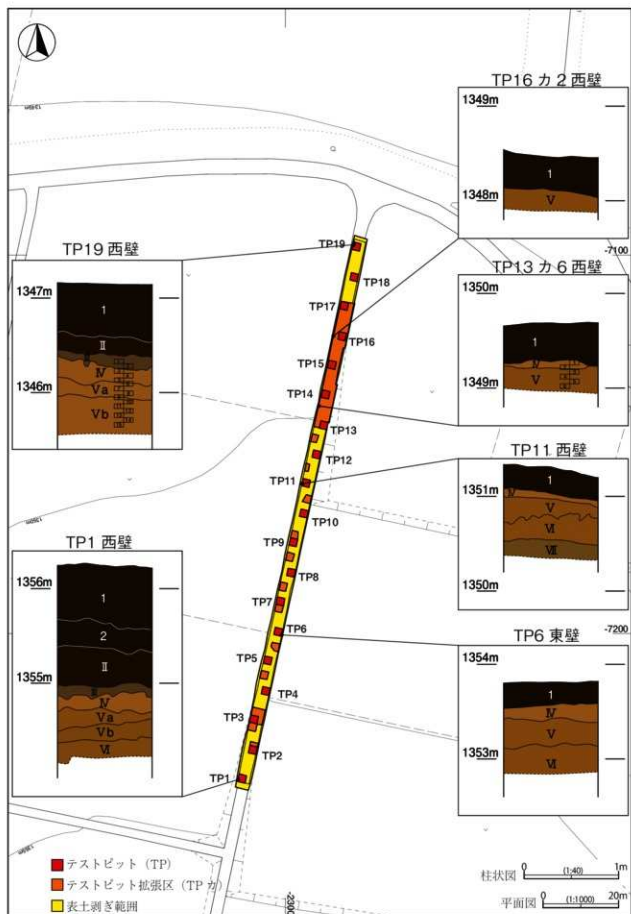 TP16 カ 2 西壁
1349m
1
1348m
V
TP19 西壁
1347m
1
Ⅱ
Ⅳ
1346m
Ⅴa
Ⅴb
TP13 カ 6 西壁
1350m
1
Ⅳ
1349m
Ⅴ
TP11 西壁
1351m
1
Ⅳ
Ⅴ
Ⅵ
Ⅶ
1350m
TP1 西壁
1356m
1
2
Ⅱ
1355m
Ⅲ
Ⅳ
Ⅴa
Ⅴb
Ⅵ
TP6 東壁
1354m
1
Ⅳ
Ⅴ
1353m
Ⅵ
TP19
TP18
TP17
TP16
TP15
TP14
TP13
TP12
TP11
TP10
TP9
TP8
TP7
TP6
TP5
TP4
TP3
TP2
TP1
-7100
-7200
テストピット（TP）
テストピット拡張区（TP カ）
表土剥ぎ範囲
柱状図 0 (1:40) 1m
平面図 0 (1:1000) 20m